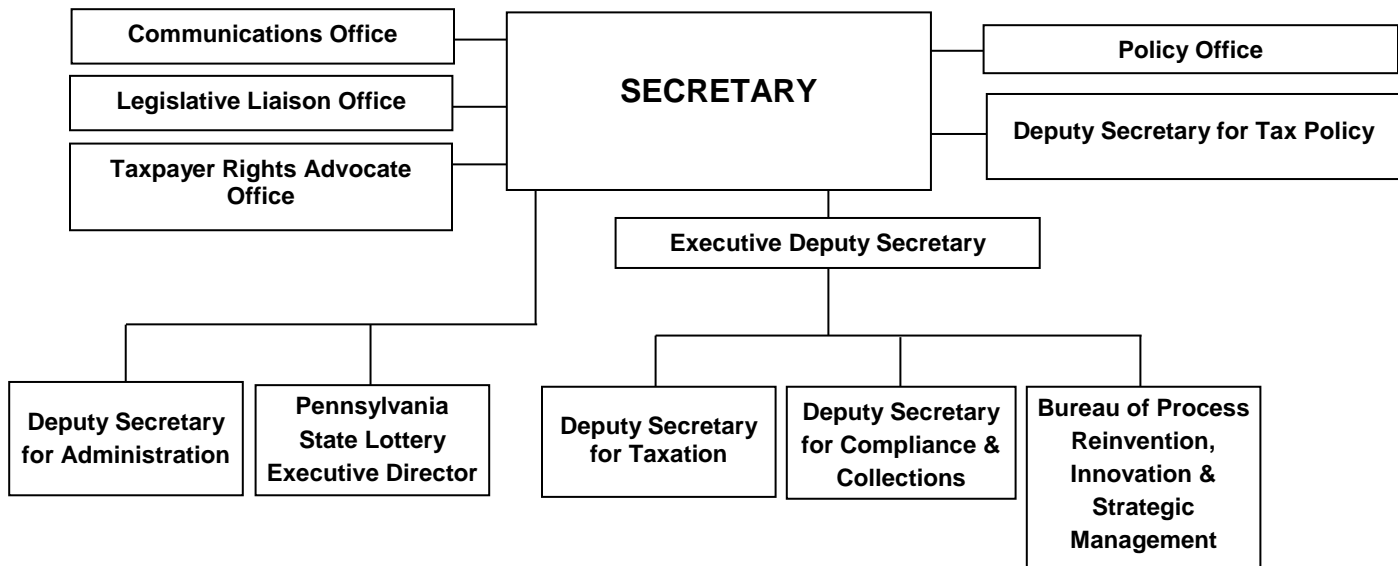 Communications Office
SECRETARY
Policy Office
Legislative Liaison Office
Deputy Secretary for Tax Policy
Taxpayer Rights Advocate
Office
Executive Deputy Secretary
Deputy Secretary
for Administration
Pennsylvania
State Lottery
Executive Director
Deputy Secretary
for Taxation
Deputy Secretary
for Compliance &
Collections
Bureau of Process
Reinvention,
Innovation &
Strategic
Management